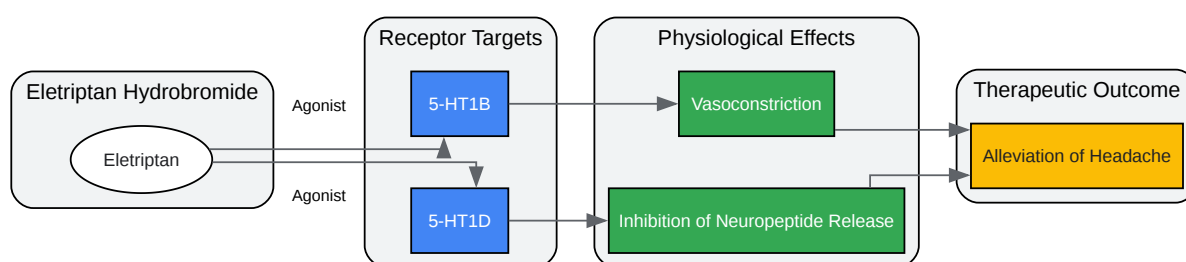 Eletriptan Hydrobromide
Eletriptan
Agonist
Agonist
Receptor Targets
5-HT1B
5-HT1D
Physiological Effects
Vasoconstriction
Inhibition of Neuropeptide Release
Therapeutic Outcome
Alleviation of Headache